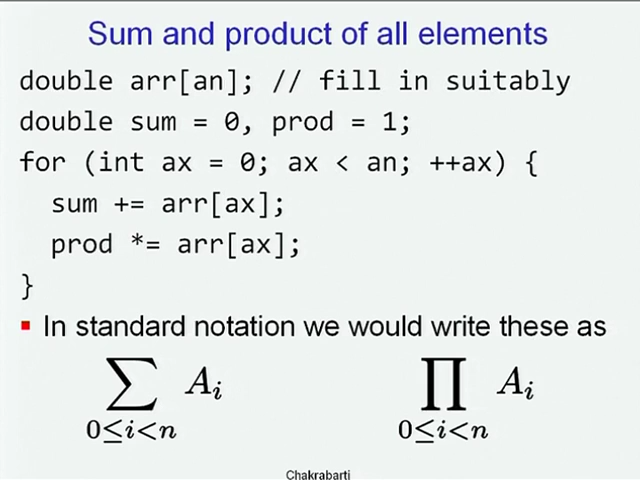 Sum and product of all elements
double arr[an]; // fill in suitably
double sum = 0, prod = 1;
for (int ax = 0; ax < an; ++ax) {
  sum += arr[ax];
  prod *= arr[ax];
}
▪ In standard notation we would write these as
∑ A_i ∏ A_i
0≤i<n 0≤i<n
Chakrabarti